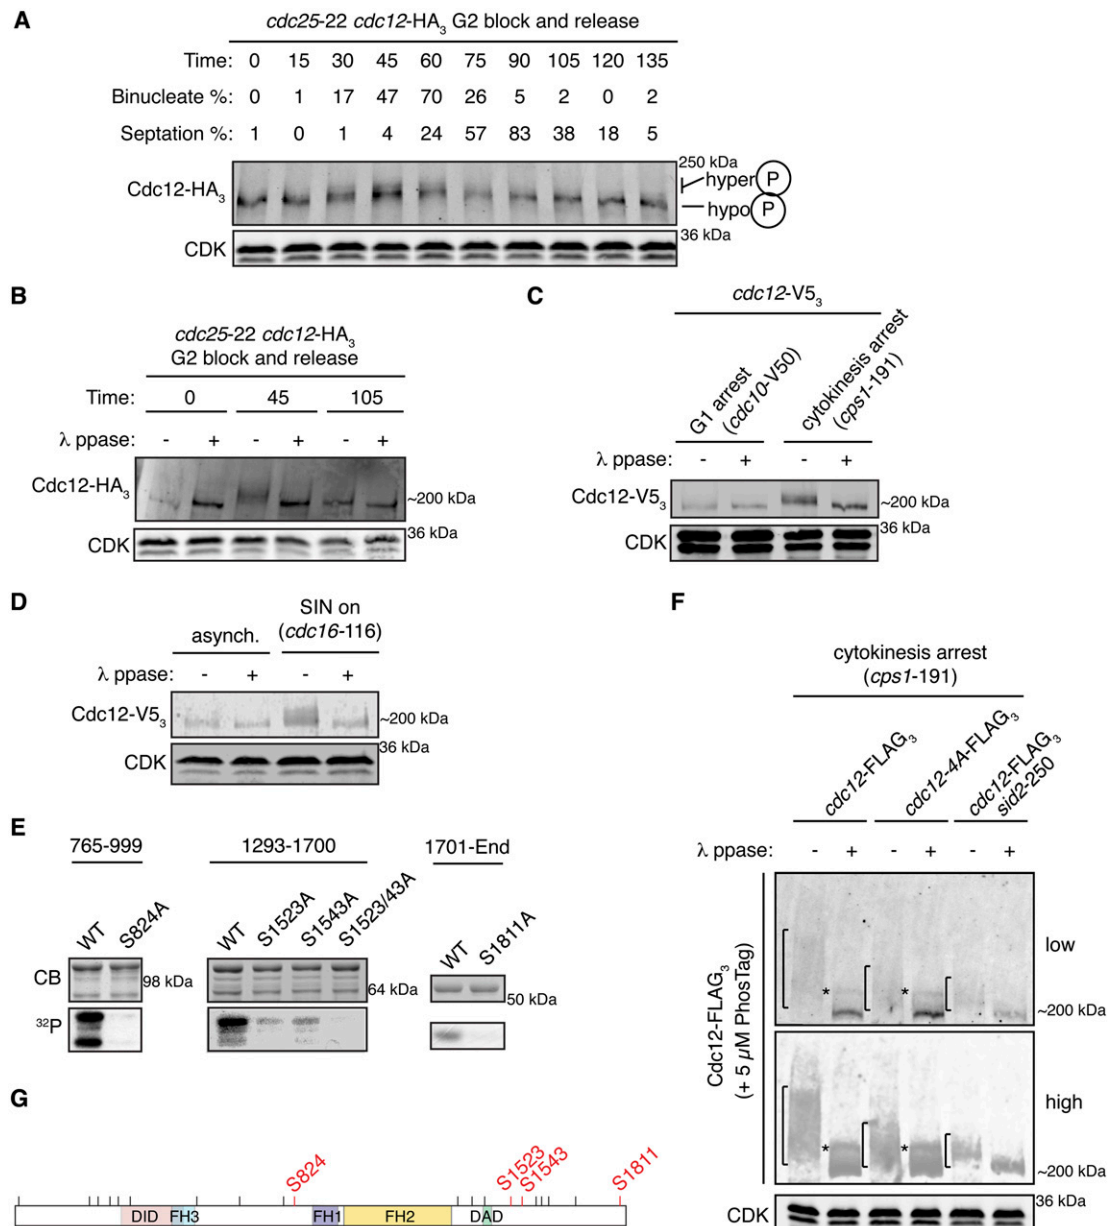 A
cdc25-22 cdc12-HA3 G2 block and release
Time: 0 15 30 45 60 75 90 105 120 135
Binucleate %: 0 1 17 47 70 26 5 2 0 2
Septation %: 1 0 1 4 24 57 83 38 18 5
250 kDa
Cdc12-HA3
hyper P
hypo P
36 kDa
CDK
B
cdc25-22 cdc12-HA3
G2 block and release
Time: 0 45 105
λ ppase: - + - + - +
Cdc12-HA3
~200 kDa
36 kDa
CDK
C
cdc12-V53
G1 arrest
(cdc10-V50)
cytokinesis arrest
(cps1-191)
λ ppase: - + - +
Cdc12-V53
~200 kDa
36 kDa
CDK
D
asynch.
SIN on
(cdc16-116)
λ ppase: - + - +
Cdc12-V53
~200 kDa
36 kDa
CDK
E
765-999 1293-1700 1701-End
WT S824A WT S1523A S1543A S1523/43A WT S1811A
CB
98 kDa
64 kDa
50 kDa
32P
F
cytokinesis arrest
(cps1-191)
cdc12-FLAG3
cdc12-4A-FLAG3
cdc12-FLAG3
sid2-250
λ ppase: - + - + - +
Cdc12-FLAG3
(+ 5 µM PhosTag)
low
* *
~200 kDa
high
* *
~200 kDa
36 kDa
CDK
G
S824 S1523 S1543 S1811
DID FH3 FH1 FH2 DAD